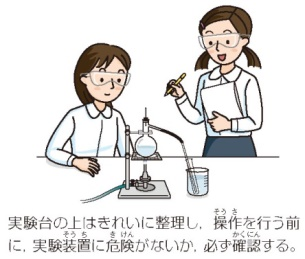 実験台の上はきれいに整理し，操作を行う前
に，実験装置に危険がないか，必ず確認する。